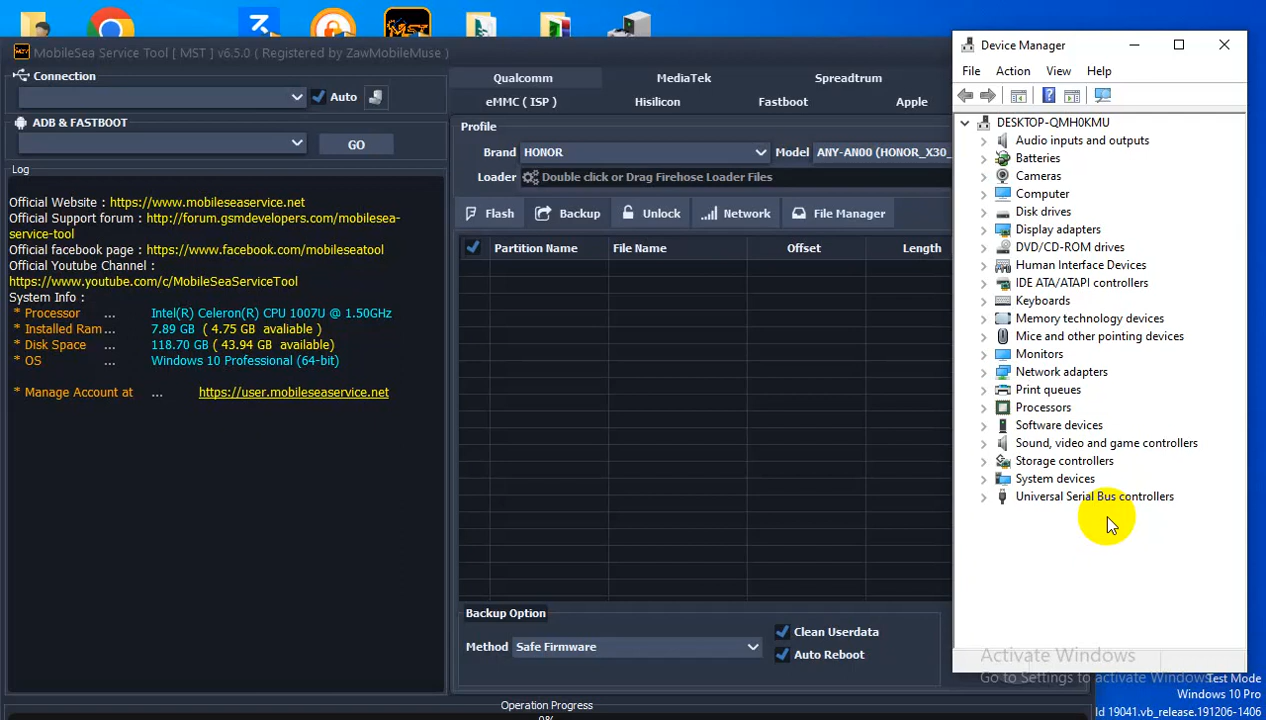 MobileSea Service Tool [ MST ] v6.5.0 ( Registered by ZawMobileMuse )
Connection
Auto
ADB & FASTBOOT
GO
Log
Official Website : https://www.mobileseaservice.net
Official Support forum : http://forum.gsmdevelopers.com/mobilesea-
service-tool
Official facebook page : https://www.facebook.com/mobileseatool
Official Youtube Channel :
https://www.youtube.com/c/MobileSeaServiceTool
System Info :
* Processor ... Intel(R) Celeron(R) CPU 1007U @ 1.50GHz
* Installed Ram ... 7.89 GB ( 4.75 GB avaliable )
* Disk Space ... 118.70 GB ( 43.94 GB available)
* OS ... Windows 10 Professional (64-bit)
* Manage Account at ... https://user.mobileseaservice.net
Qualcomm MediaTek Spreadtrum
eMMC ( ISP ) Hisilicon Fastboot Apple
Profile
Brand HONOR Model ANY-AN00 (HONOR_X30_
Loader Double click or Drag Firehose Loader Files
Flash Backup Unlock Network File Manager
Partition Name File Name Offset Length
Backup Option
Method Safe Firmware
Clean Userdata
Auto Reboot
Operation Progress
0%
Device Manager
File Action View Help
DESKTOP-QMH0KMU
Audio inputs and outputs
Batteries
Cameras
Computer
Disk drives
Display adapters
DVD/CD-ROM drives
Human Interface Devices
IDE ATA/ATAPI controllers
Keyboards
Memory technology devices
Mice and other pointing devices
Monitors
Network adapters
Print queues
Processors
Software devices
Sound, video and game controllers
Storage controllers
System devices
Universal Serial Bus controllers
Activate Windows
Go to Settings to activate Windows.
Test Mode
Windows 10 Pro
ld 19041.vb_release.191206-1406